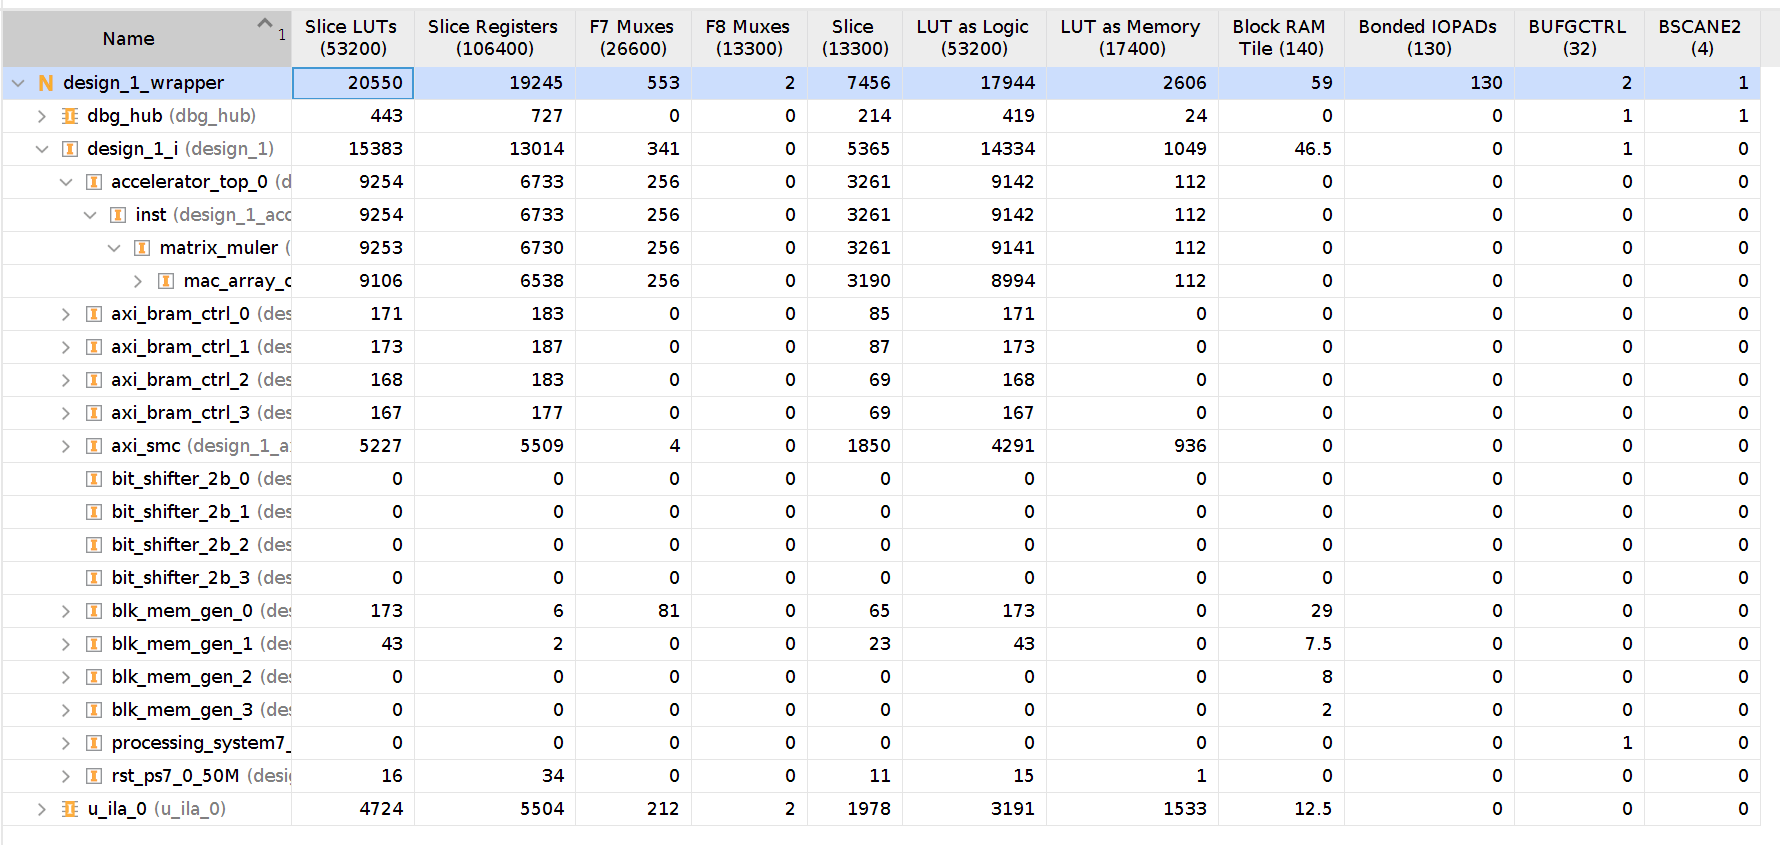 Name 1 Slice LUTs (53200) Slice Registers (106400) F7 Muxes (26600) F8 Muxes (13300) Slice (13300) LUT as Logic (53200) LUT as Memory (17400) Block RAM Tile (140) Bonded IOPADs (130) BUFGCTRL (32) BSCANE2 (4)
N design_1_wrapper 20550 19245 553 2 7456 17944 2606 59 130 2 1
dbg_hub (dbg_hub) 443 727 0 0 214 419 24 0 0 1 1
design_1_i (design_1) 15383 13014 341 0 5365 14334 1049 46.5 0 1 0
accelerator_top_0 (d 9254 6733 256 0 3261 9142 112 0 0 0 0
inst (design_1_acc 9254 6733 256 0 3261 9142 112 0 0 0 0
matrix_muler ( 9253 6730 256 0 3261 9141 112 0 0 0 0
mac_array_c 9106 6538 256 0 3190 8994 112 0 0 0 0
axi_bram_ctrl_0 (des 171 183 0 0 85 171 0 0 0 0 0
axi_bram_ctrl_1 (des 173 187 0 0 87 173 0 0 0 0 0
axi_bram_ctrl_2 (des 168 183 0 0 69 168 0 0 0 0 0
axi_bram_ctrl_3 (des 167 177 0 0 69 167 0 0 0 0 0
axi_smc (design_1_a 5227 5509 4 0 1850 4291 936 0 0 0 0
bit_shifter_2b_0 (des 0 0 0 0 0 0 0 0 0 0 0
bit_shifter_2b_1 (des 0 0 0 0 0 0 0 0 0 0 0
bit_shifter_2b_2 (des 0 0 0 0 0 0 0 0 0 0 0
bit_shifter_2b_3 (des 0 0 0 0 0 0 0 0 0 0 0
blk_mem_gen_0 (des 173 6 81 0 65 173 0 29 0 0 0
blk_mem_gen_1 (des 43 2 0 0 23 43 0 7.5 0 0 0
blk_mem_gen_2 (des 0 0 0 0 0 0 0 8 0 0 0
blk_mem_gen_3 (des 0 0 0 0 0 0 0 2 0 0 0
processing_system7_ 0 0 0 0 0 0 0 0 0 1 0
rst_ps7_0_50M (desi 16 34 0 0 11 15 1 0 0 0 0
u_ila_0 (u_ila_0) 4724 5504 212 2 1978 3191 1533 12.5 0 0 0